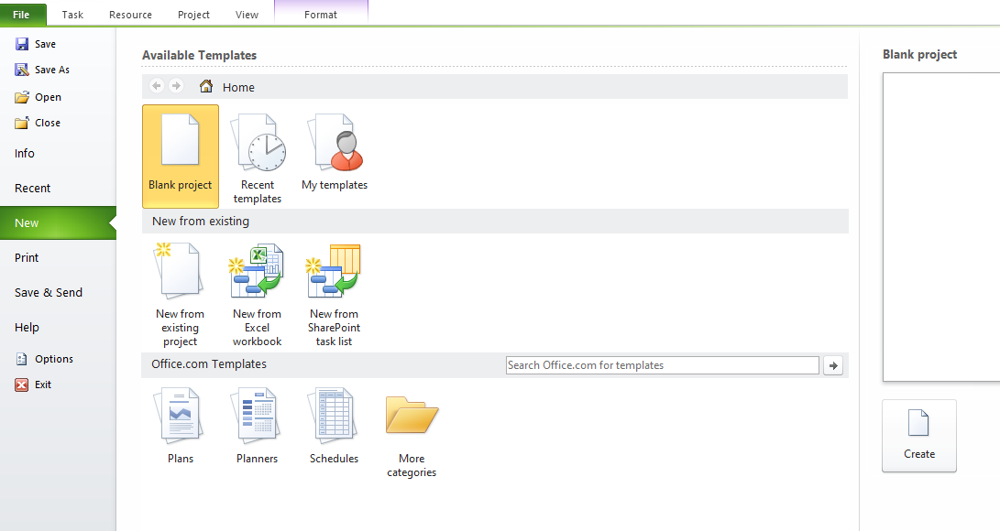 File Task Resource Project View Format
Save
Save As
Open
Close
Info
Recent
New
Print
Save & Send
Help
Options
Exit
Available Templates
Home
Blank project
Recent
templates
My templates
New from existing
New from
existing
project
New from
Excel
workbook
New from
SharePoint
task list
Office.com Templates
Search Office.com for templates
Plans
Planners
Schedules
More
categories
Blank project
Create